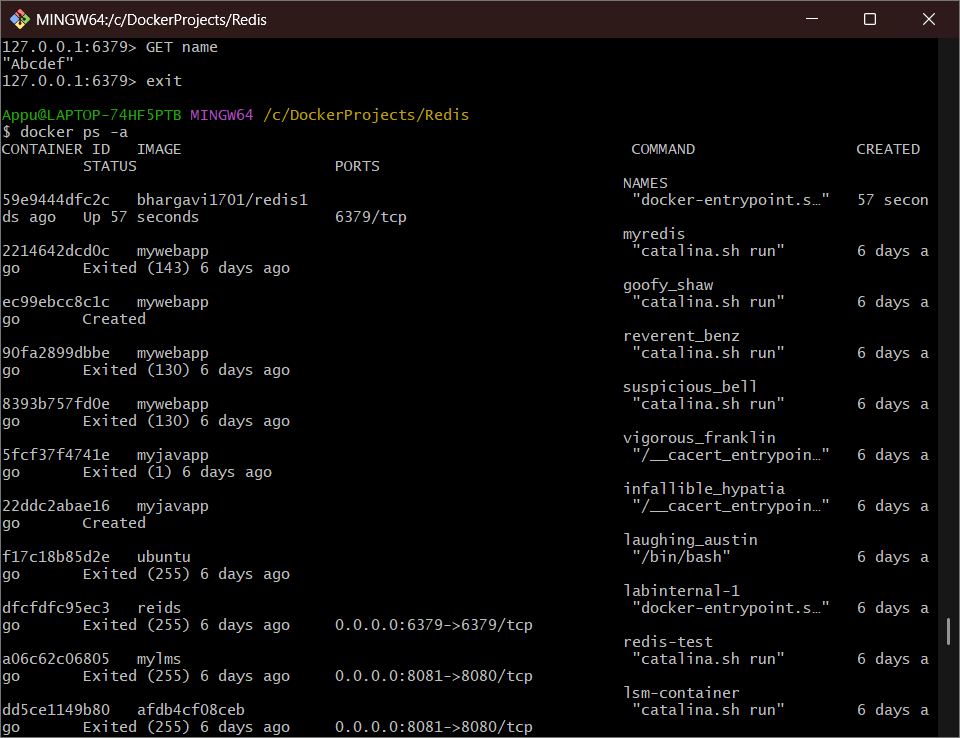 MINGW64:/c/DockerProjects/Redis
127.0.0.1:6379> GET name
"Abcdef"
127.0.0.1:6379> exit
Appu@LAPTOP-74HF5PTB MINGW64 /c/DockerProjects/Redis
$ docker ps -a
CONTAINER ID   IMAGE                                                  COMMAND                  CREATED
         STATUS                      PORTS
                                                                     NAMES
59e9444dfc2c   bhargavi1701/redis1                                    "docker-entrypoint.s…"   57 secon
ds ago   Up 57 seconds               6379/tcp
                                                                     myredis
2214642dcd0c   mywebapp                                               "catalina.sh run"        6 days a
go       Exited (143) 6 days ago
                                                                     goofy_shaw
ec99ebcc8c1c   mywebapp                                               "catalina.sh run"        6 days a
go       Created
                                                                     reverent_benz
90fa2899dbbe   mywebapp                                               "catalina.sh run"        6 days a
go       Exited (130) 6 days ago
                                                                     suspicious_bell
8393b757fd0e   mywebapp                                               "catalina.sh run"        6 days a
go       Exited (130) 6 days ago
                                                                     vigorous_franklin
5fcf37f4741e   myjavapp                                               "/__cacert_entrypoin…"   6 days a
go       Exited (1) 6 days ago
                                                                     infallible_hypatia
22ddc2abae16   myjavapp                                               "/__cacert_entrypoin…"   6 days a
go       Created
                                                                     laughing_austin
f17c18b85d2e   ubuntu                                                 "/bin/bash"              6 days a
go       Exited (255) 6 days ago
                                                                     labinternal-1
dfcfdfc95ec3   reids                                                  "docker-entrypoint.s…"   6 days a
go       Exited (255) 6 days ago     0.0.0.0:6379->6379/tcp
                                                                     redis-test
a06c62c06805   mylms                                                  "catalina.sh run"        6 days a
go       Exited (255) 6 days ago     0.0.0.0:8081->8080/tcp
                                                                     lsm-container
dd5ce1149b80   afdb4cf08ceb                                           "catalina.sh run"        6 days a
go       Exited (255) 6 days ago     0.0.0.0:8081->8080/tcp